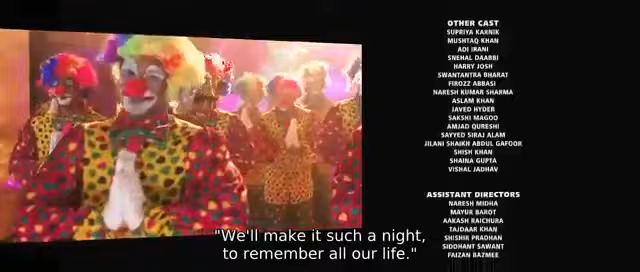 OTHER CAST
SUPRIYA KARNIK
MUSHTAQ KHAN
ADI IRANI
SNEHAL DAABBI
HARRY JOSH
SWANTANTRA BHARAT
FIROZZ ABBASI
NARESH KUMAR SHARMA
ASLAM KHAN
JAVED HYDER
SAKSHI MAGOO
AMJAD QURESHI
SAYYED SIRAJ ALAM
JILANI SHAIKH ABDUL GAFOOR
SHISH KHAN
SHAINA GUPTA
VISHAL JADHAV
ASSISTANT DIRECTORS
NARESH MIDHA
MAYUR BAROT
AAKASH RAICHURA
TAJDAAR KHAN
SHISHIR PRADHAN
SIDDHANT SAWANT
FAIZAN BAZMEE
"We'll make it such a night,
to remember all our life."